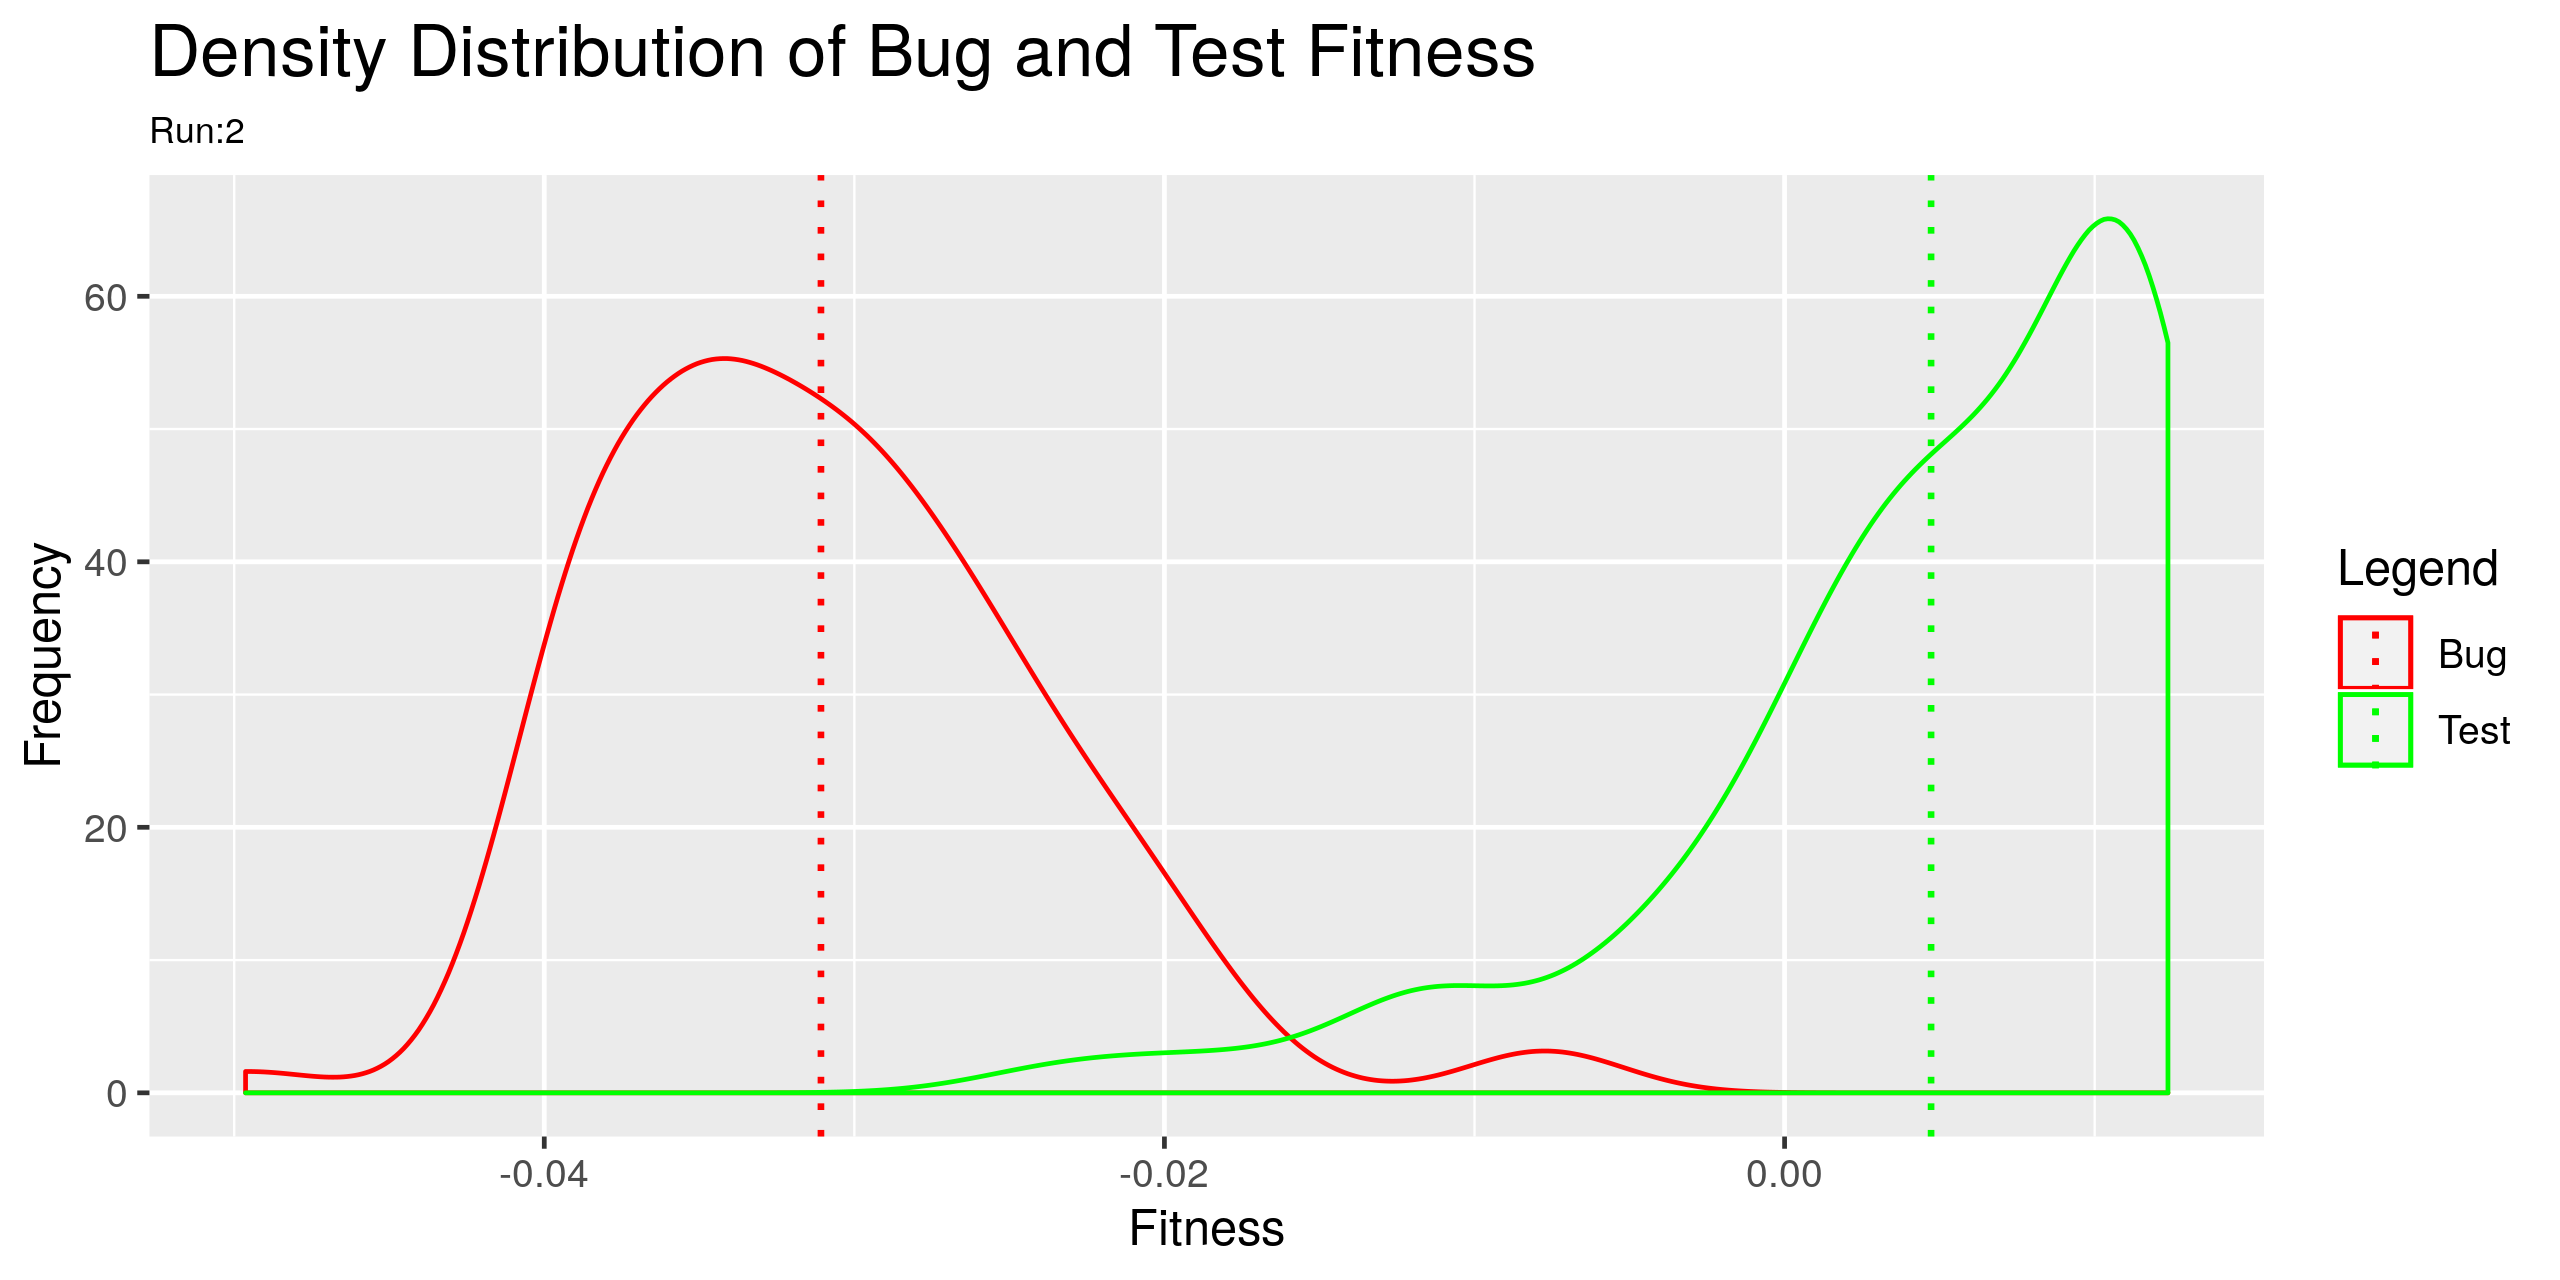 Density Distribution of Bug and Test Fitness
Run:2
Frequency
60
40
20
0
-0.04
-0.02
0.00
Fitness
Legend
Bug
Test